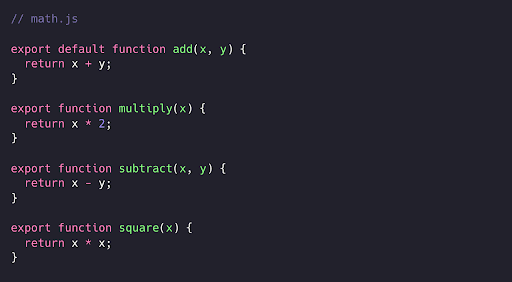 // math.js
export default function add(x, y) {
  return x + y;
}
export function multiply(x) {
  return x * 2;
}
export function subtract(x, y) {
  return x - y;
}
export function square(x) {
  return x * x;
}